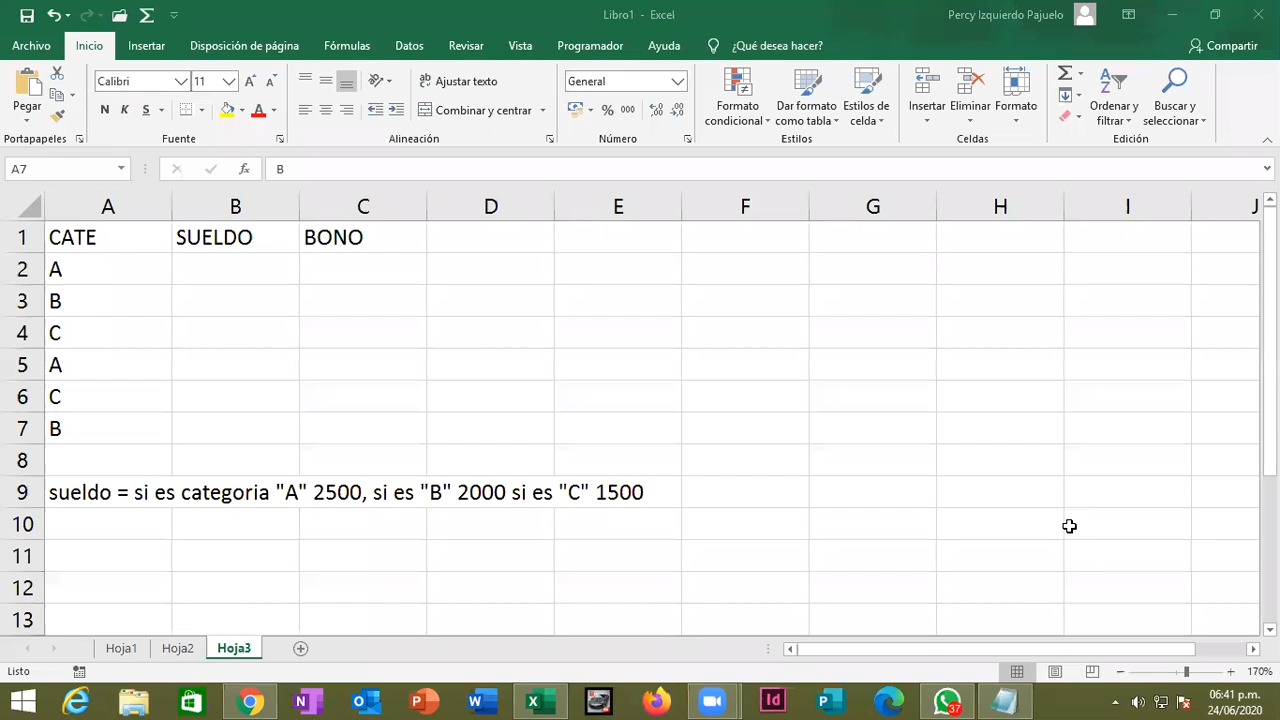 Libro1 - Excel
Percy Izquierdo Pajuelo
Archivo Inicio Insertar Disposición de página Fórmulas Datos Revisar Vista Programador Ayuda ¿Qué desea hacer? Compartir
Pegar
Calibri 11
Ajustar texto
General
N K S
Combinar y centrar
% 000
Formato condicional
Dar formato como tabla
Estilos de celda
Insertar
Eliminar
Formato
Ordenar y filtrar
Buscar y seleccionar
Portapapeles Fuente Alineación Número Estilos Celdas Edición
A7 fx B
A B C D E F G H I J
1 CATE SUELDO BONO
2 A
3 B
4 C
5 A
6 C
7 B
8
9 sueldo = si es categoria "A" 2500, si es "B" 2000 si es "C" 1500
10
11
12
13
Hoja1 Hoja2 Hoja3
Listo 170%
37
06:41 p.m.
24/06/2020